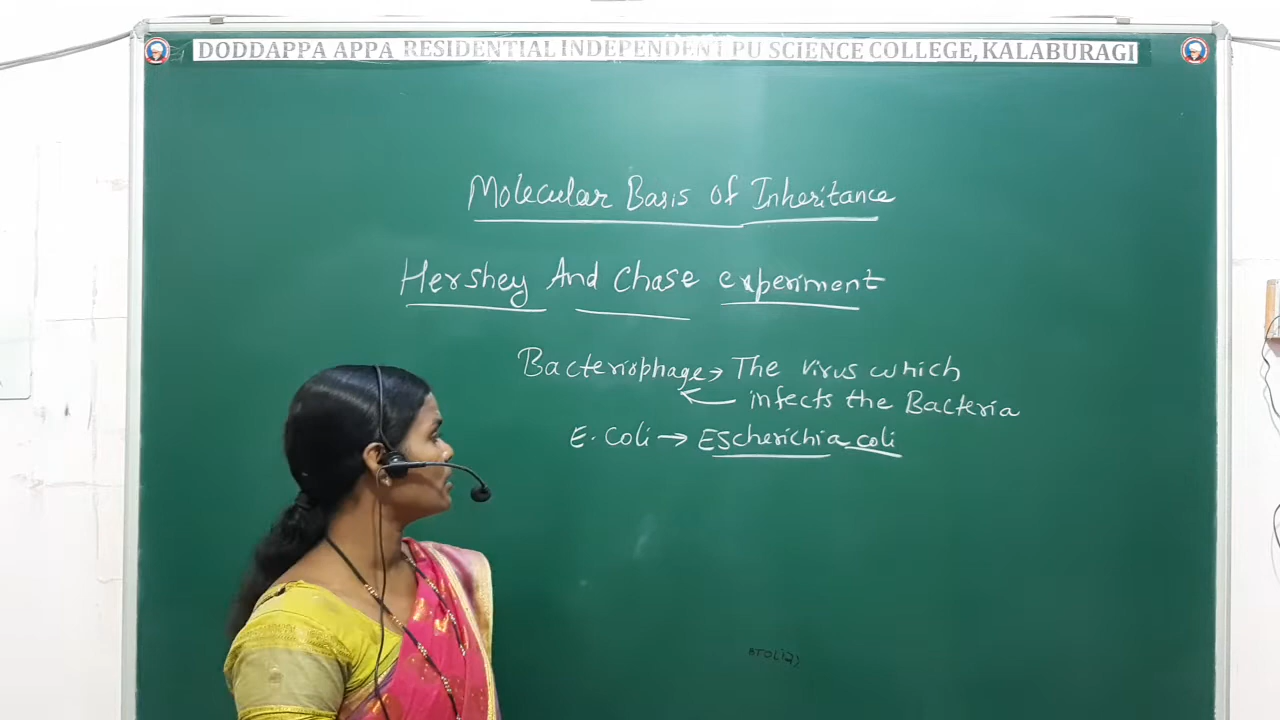 DODDAPPA APPA RESIDENTIAL INDEPENDENT PU SCIENCE COLLEGE, KALABURAGI
Molecular Basis of Inheritance
Hershey And Chase experiment
Bacteriophage → The virus which
infects the Bacteria
E. Coli → Escherichia coli